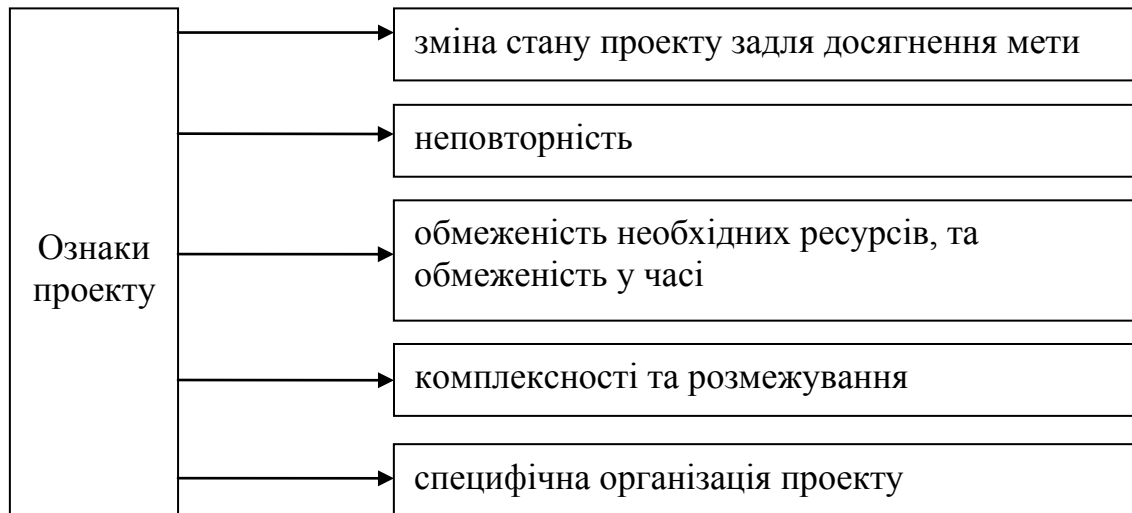 Ознаки
проекту
зміна стану проекту задля досягнення мети
неповторність
обмеженість необхідних ресурсів, та
обмеженість у часі
комплексності та розмежування
специфічна організація проекту